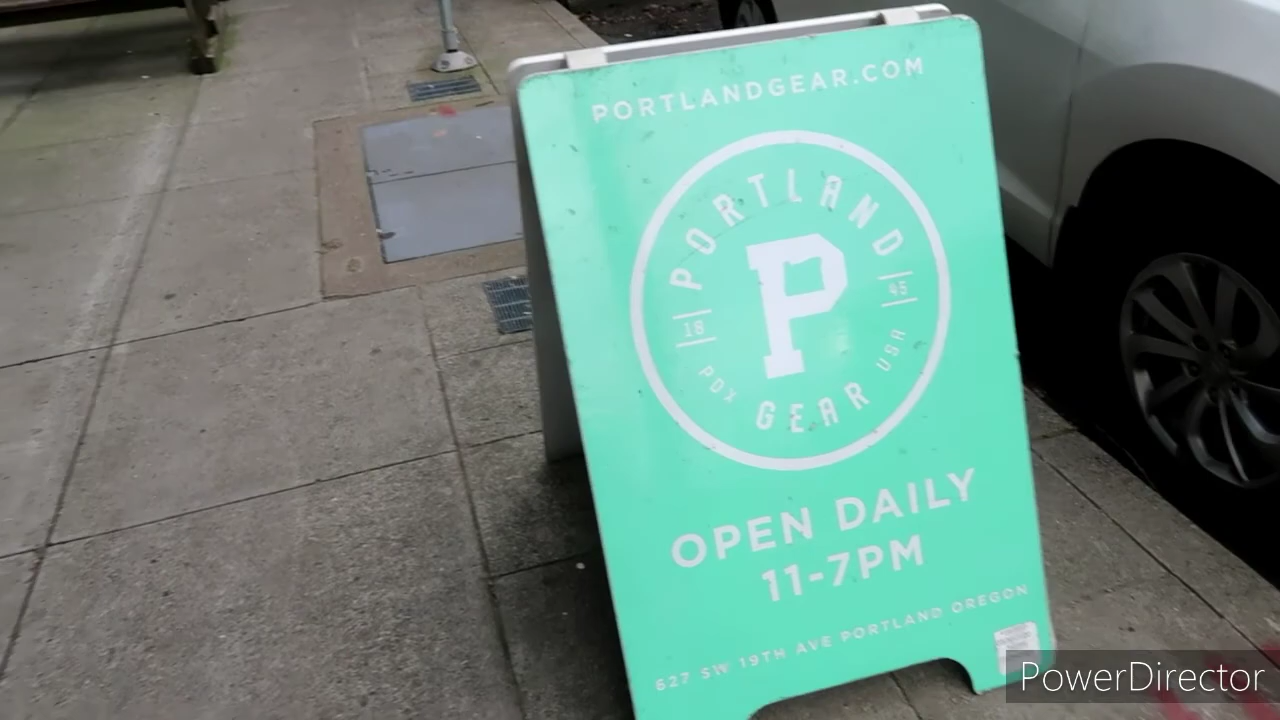 PORTLANDGEAR.COM
PORTLAND
P
18 45
PDX USA
GEAR
OPEN DAILY
11-7PM
627 SW 19TH AVE PORTLAND OREGON
PowerDirector